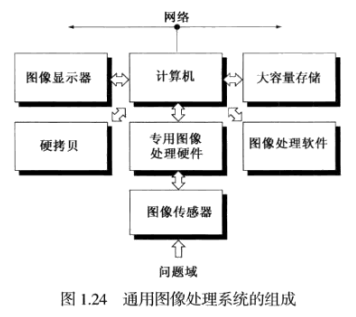 网络
图像显示器
计算机
大容量存储
硬拷贝
专用图像
处理硬件
图像处理软件
图像传感器
问题域
图 1.24 通用图像处理系统的组成